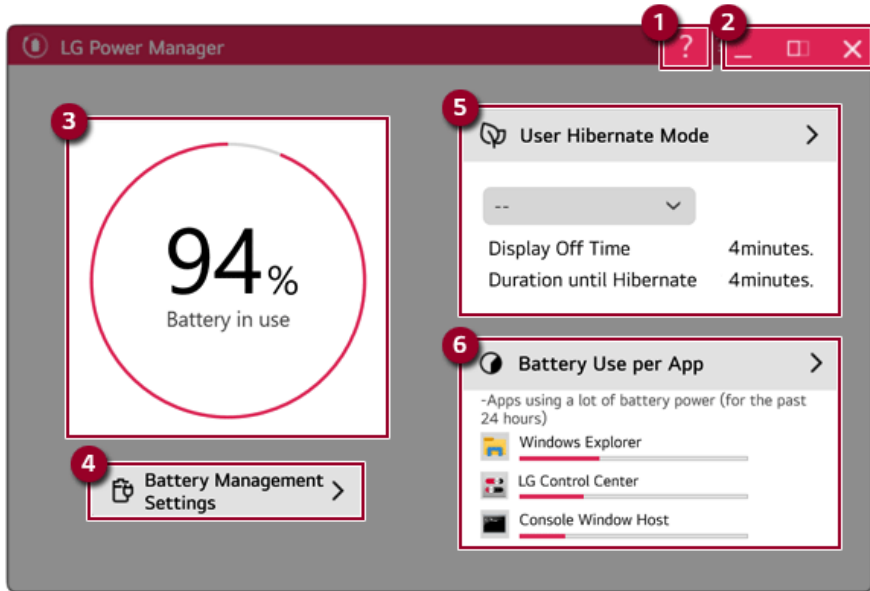 1
2
LG Power Manager
?
3
94%
Battery in use
4
Battery Management
Settings
5
User Hibernate Mode
--
Display Off Time 4minutes.
Duration until Hibernate 4minutes.
6
Battery Use per App
-Apps using a lot of battery power (for the past
24 hours)
Windows Explorer
LG Control Center
Console Window Host